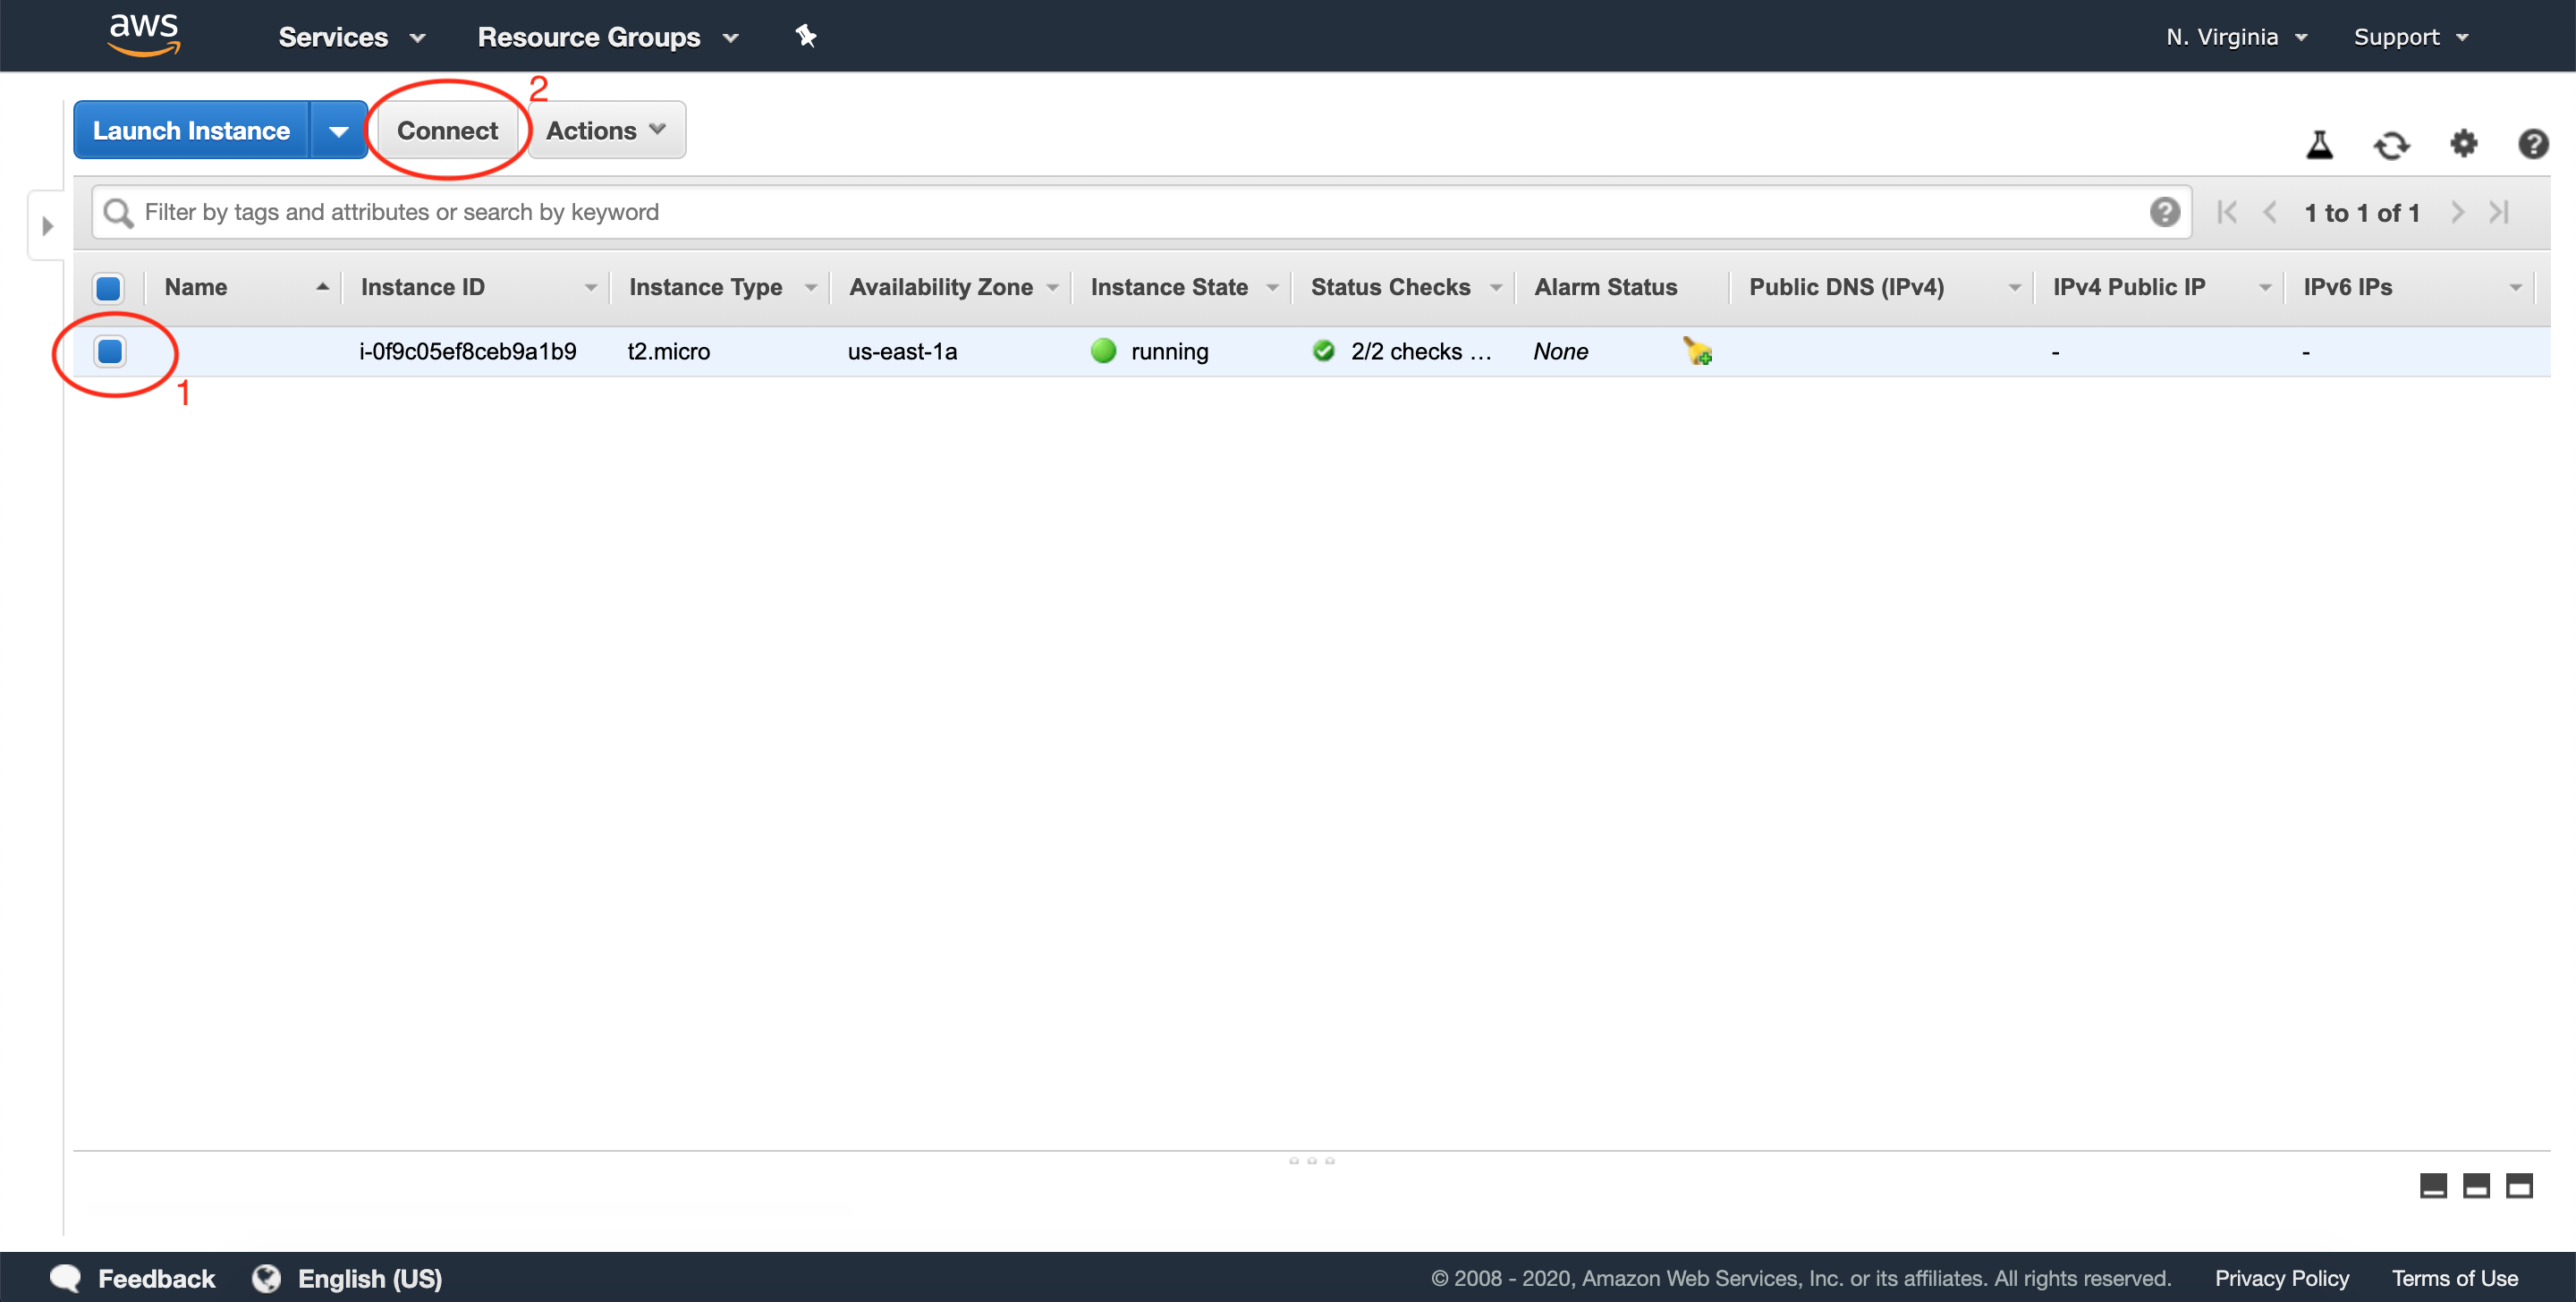 aws Services Resource Groups N. Virginia Support
2
Launch Instance Connect Actions
Filter by tags and attributes or search by keyword 1 to 1 of 1
Name Instance ID Instance Type Availability Zone Instance State Status Checks Alarm Status Public DNS (IPv4) IPv4 Public IP IPv6 IPs
i-0f9c05ef8ceb9a1b9 t2.micro us-east-1a running 2/2 checks ... None - -
1
Feedback English (US) © 2008 - 2020, Amazon Web Services, Inc. or its affiliates. All rights reserved. Privacy Policy Terms of Use